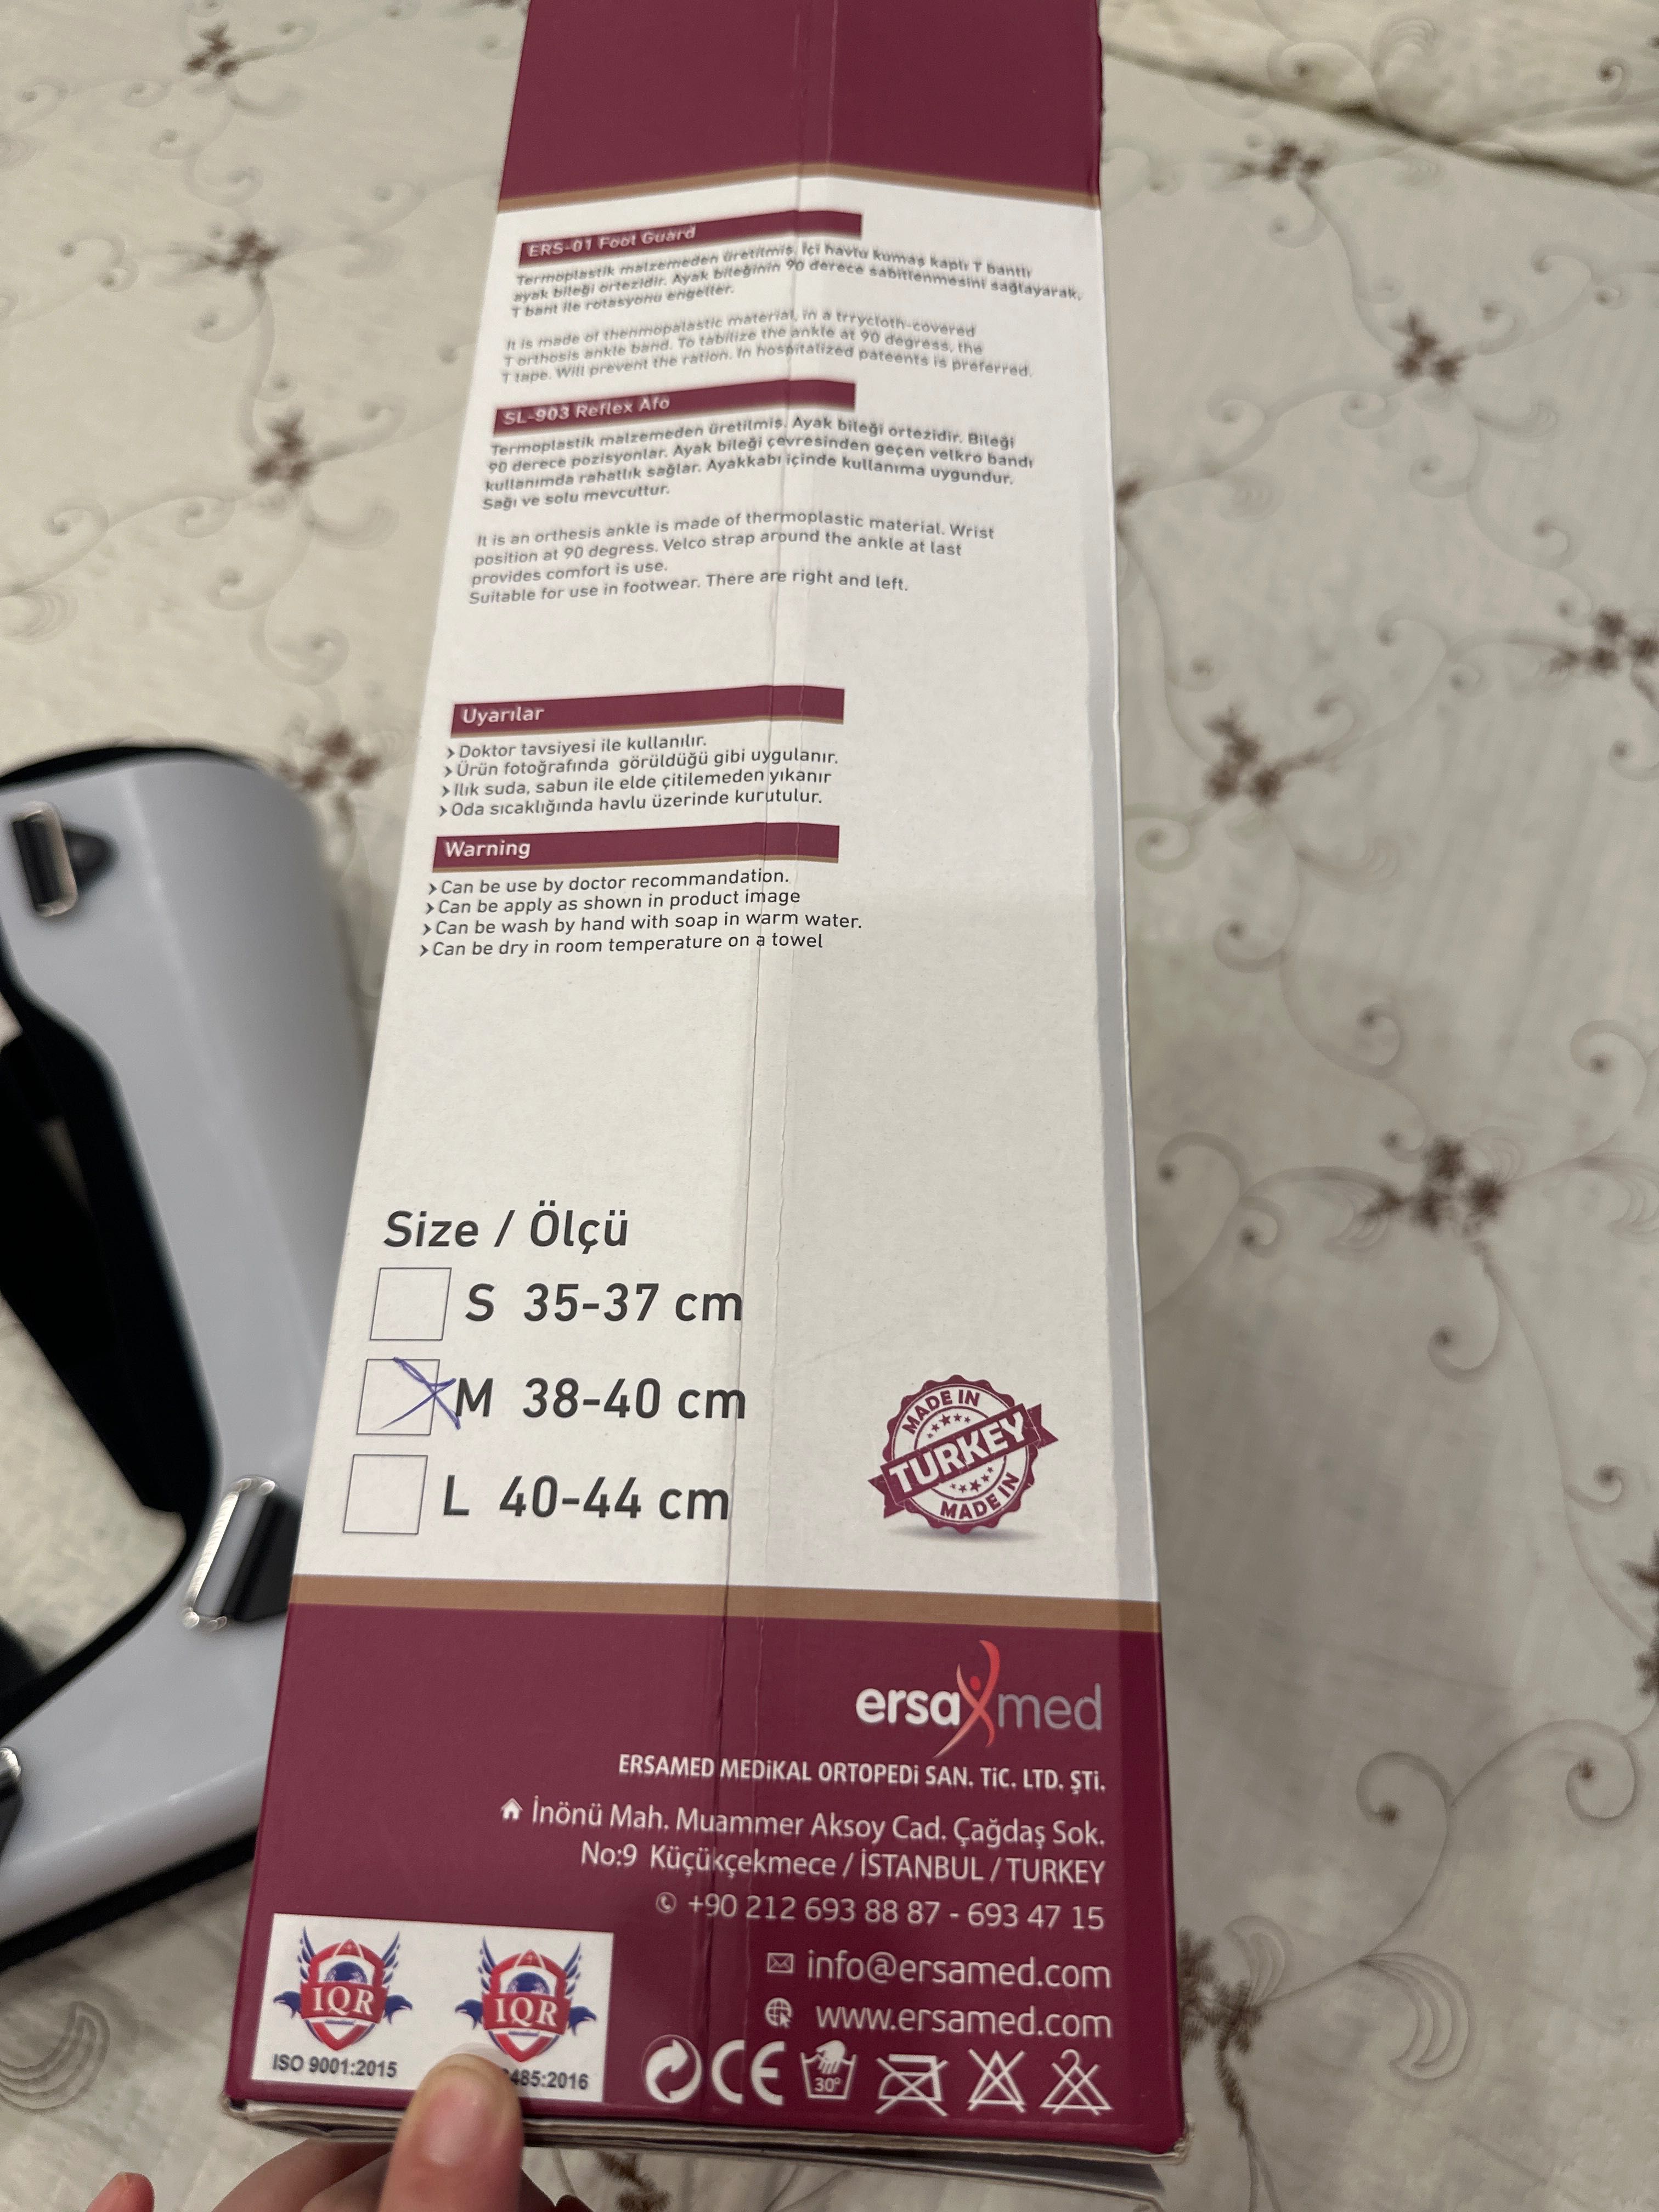 ERS-01 Foot Guard
Termoplastik malzemeden üretilmiş. İçi havlu kumaş kaplı T bantlı
ayak bileği ortezidir. Ayak bileğinin 90 derece sabitlenmesini sağlayarak,
T bant ile rotasyonu engeller.
It is made of thenmopalastic material, in a trrycloth-covered
T orthosis ankle band. To tabilize the ankle at 90 degress, the
T tape. Will prevent the ration. In hospitalized pateents is preferred.
SL-903 Reflex Afo
Termoplastik malzemeden üretilmiş. Ayak bileği ortezidir. Bileği
90 derece pozisyonlar. Ayak bileği çevresinden geçen velkro bandı
kullanımda rahatlık sağlar. Ayakkabı içinde kullanıma uygundur.
Sağı ve solu mevcuttur.
It is an orthesis ankle is made of thermoplastic material. Wrist
position at 90 degress. Velco strap around the ankle at last
provides comfort is use.
Suitable for use in footwear. There are right and left.
Uyarılar
> Doktor tavsiyesi ile kullanılır.
> Ürün fotoğrafında görüldüğü gibi uygulanır.
> Ilık suda, sabun ile elde çitilemeden yıkanır
> Oda sıcaklığında havlu üzerinde kurutulur.
Warning
> Can be use by doctor recommandation.
> Can be apply as shown in product image
> Can be wash by hand with soap in warm water.
> Can be dry in room temperature on a towel
Size / Ölçü
S 35-37 cm
M 38-40 cm
L 40-44 cm
MADE IN
TURKEY
MADE IN
ersamed
ERSAMED MEDİKAL ORTOPEDİ SAN. TİC. LTD. ŞTİ.
İnönü Mah. Muammer Aksoy Cad. Çağdaş Sok.
No:9 Küçükçekmece / İSTANBUL / TURKEY
+90 212 693 88 87 - 693 47 15
info@ersamed.com
www.ersamed.com
IQR IQR
ISO 9001:2015 485:2016
CE 30°